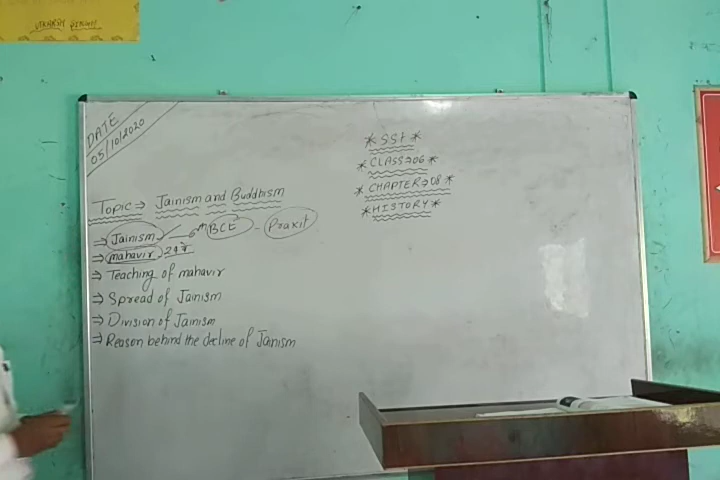 DATE
05/10/2020
*SST*
*CLASS→06*
*CHAPTER→08*
*HISTORY*
Topic ⇒ Jainism and Buddhism
⇒ Jainism — 6th BCE - Praxit
⇒ mahavir - 24
⇒ Teaching of mahavir
⇒ Spread of Jainism
⇒ Division of Jainism
⇒ Reason behind the decline of Jainism